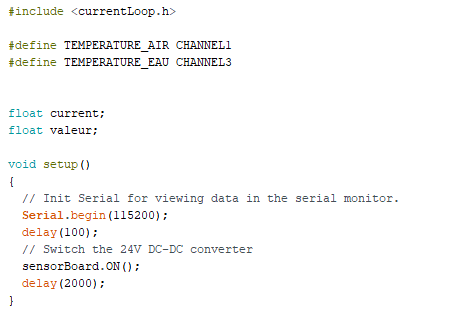 #include <currentLoop.h>
#define TEMPERATURE_AIR CHANNEL1
#define TEMPERATURE_EAU CHANNEL3
float current;
float valeur;
void setup()
{
// Init Serial for viewing data in the serial monitor.
Serial.begin(115200);
delay(100);
// Switch the 24V DC-DC converter
sensorBoard.ON();
delay(2000);
}